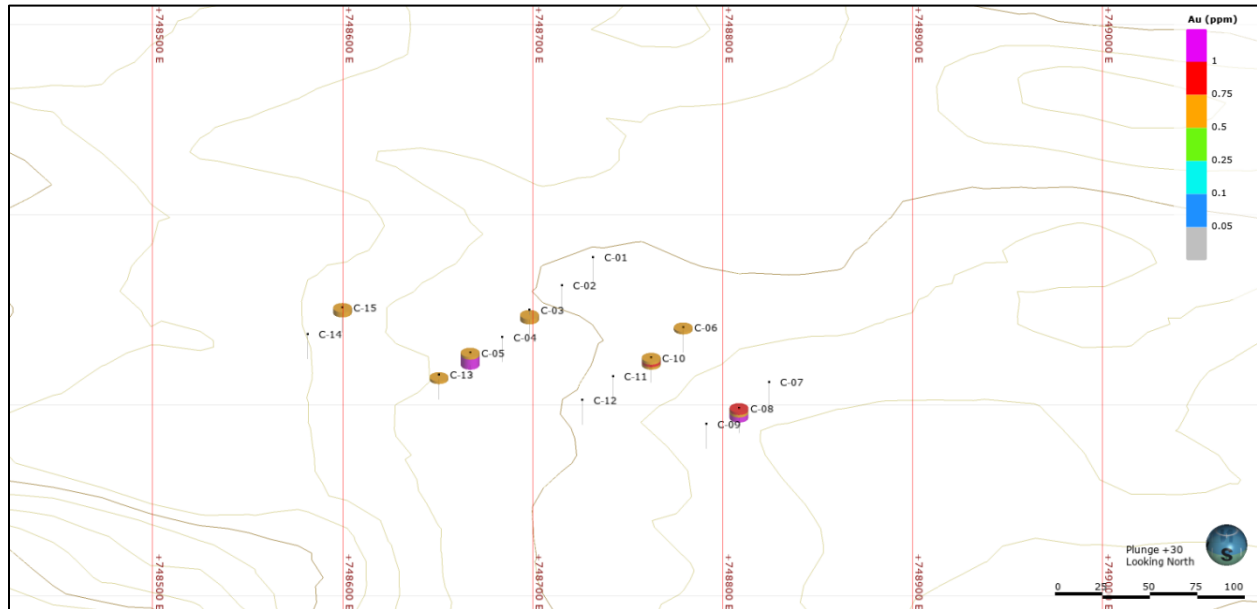 +748500 E
+748600 E
+748700 E
+748800 E
+748900 E
+749000 E
Au (ppm)
1
0.75
0.5
0.25
0.1
0.05
C-01
C-02
C-15
C-03
C-14
C-04
C-06
C-05
C-10
C-13
C-11
C-07
C-12
C-08
C-09
+748500 E
+748600 E
+748700 E
+748800 E
+748900 E
+749000 E
Plunge +30
Looking North
S
0 25 50 75 100